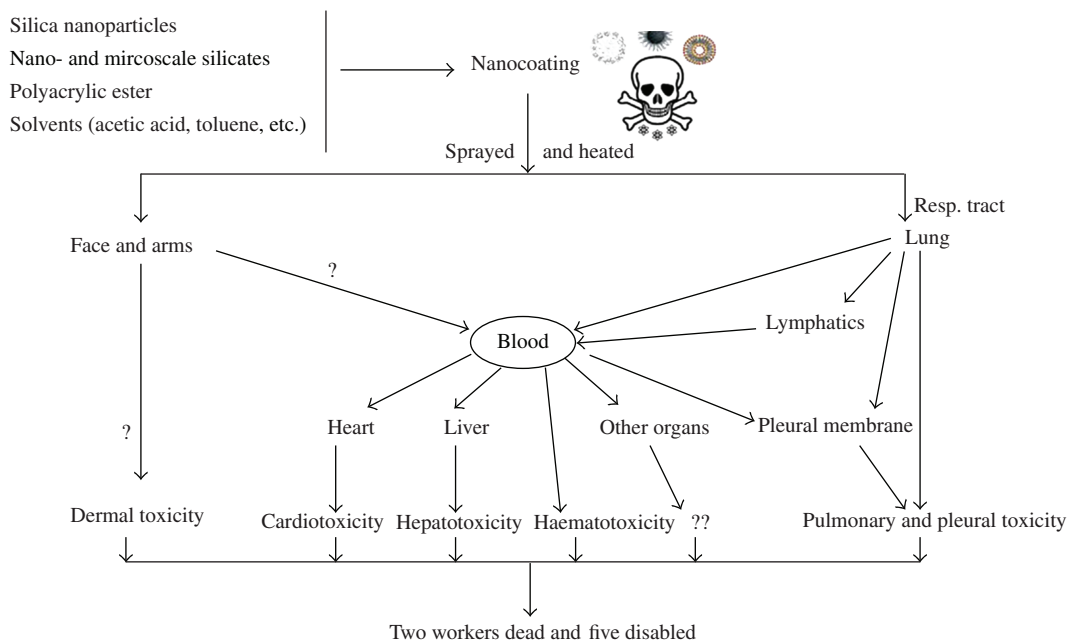 Silica nanoparticles
Nano- and mircoscale silicates
Polyacrylic ester
Solvents (acetic acid, toluene, etc.)
Nanocoating
Sprayed and heated
Resp. tract
Face and arms
Lung
?
Lymphatics
Blood
?
Heart
Liver
Other organs
Pleural membrane
Dermal toxicity
Cardiotoxicity
Hepatotoxicity
Haematotoxicity
??
Pulmonary and pleural toxicity
Two workers dead and five disabled